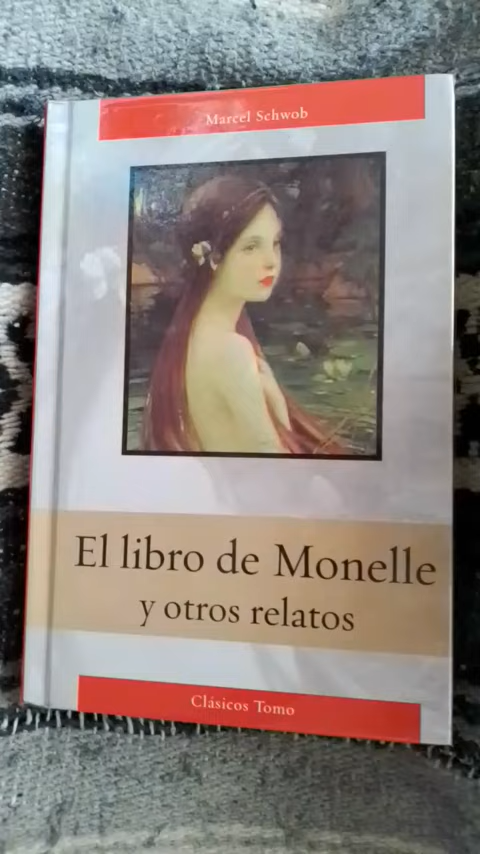 Marcel Schwob
El libro de Monelle
y otros relatos
Clásicos Tomo